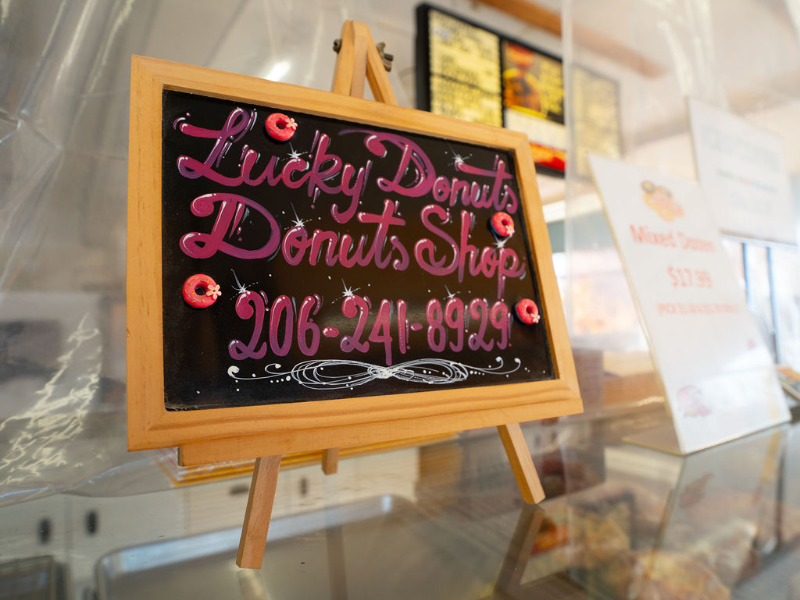 Lucky Donuts
Donuts Shop
206-241-8929
Mixed Dozen
$17.99